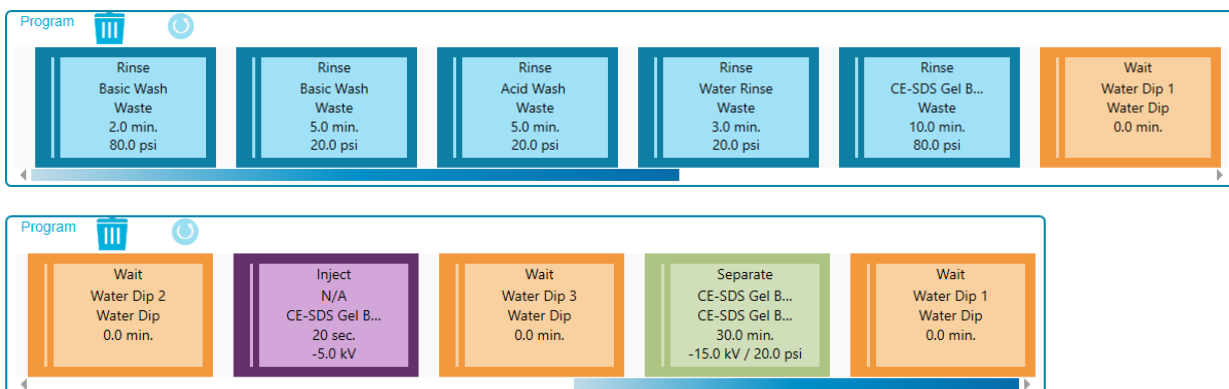 Program
Rinse
Basic Wash
Waste
2.0 min.
80.0 psi
Rinse
Basic Wash
Waste
5.0 min.
20.0 psi
Rinse
Acid Wash
Waste
5.0 min.
20.0 psi
Rinse
Water Rinse
Waste
3.0 min.
20.0 psi
Rinse
CE-SDS Gel B...
Waste
10.0 min.
80.0 psi
Wait
Water Dip 1
Water Dip
0.0 min.
Program
Wait
Water Dip 2
Water Dip
0.0 min.
Inject
N/A
CE-SDS Gel B...
20 sec.
-5.0 kV
Wait
Water Dip 3
Water Dip
0.0 min.
Separate
CE-SDS Gel B...
CE-SDS Gel B...
30.0 min.
-15.0 kV / 20.0 psi
Wait
Water Dip 1
Water Dip
0.0 min.